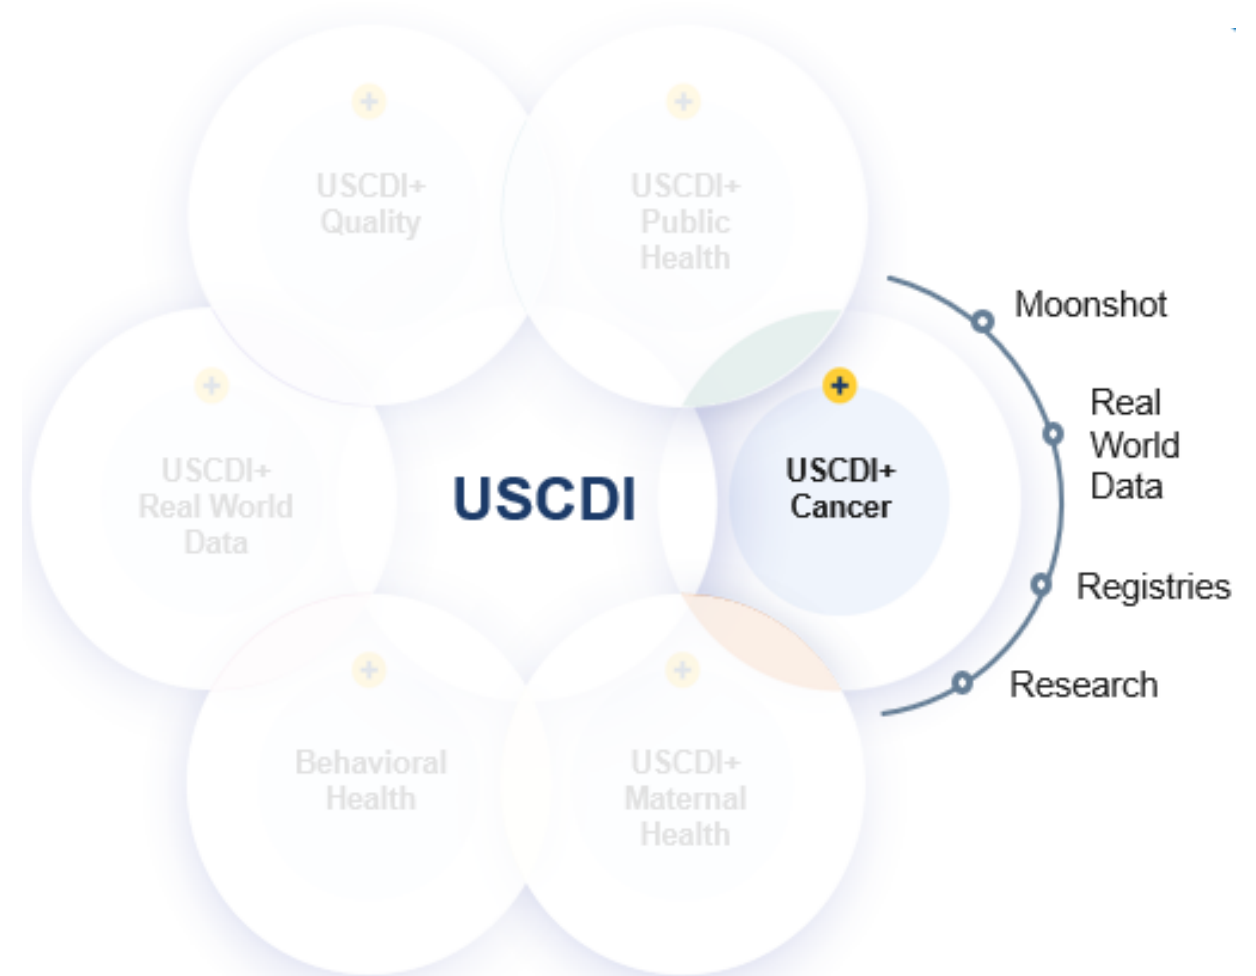 USCDI+
Quality
USCDI+
Public
Health
Moonshot
Real
World
Data
USCDI+
Cancer
USCDI
USCDI+
Real World
Data
Registries
Research
Behavioral
Health
USCDI+
Maternal
Health